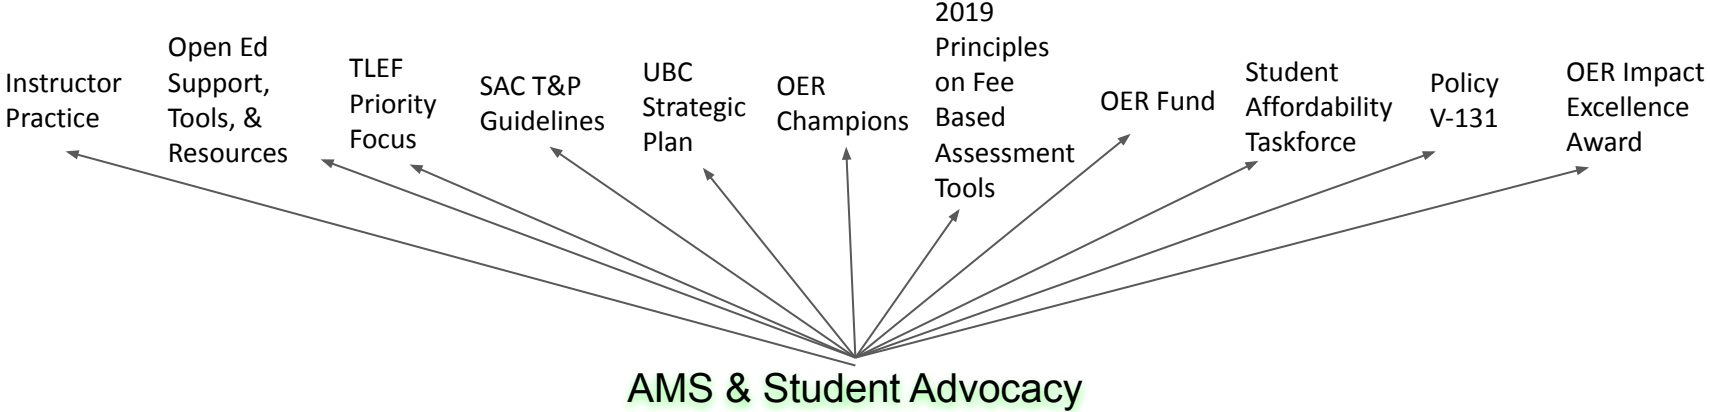 Instructor
Practice
Open Ed
Support,
Tools, &
Resources
TLEF
Priority
Focus
SAC T&P
Guidelines
UBC
Strategic
Plan
OER
Champions
2019
Principles
on Fee
Based
Assessment
Tools
OER Fund
Student
Affordability
Taskforce
Policy
V-131
OER Impact
Excellence
Award
AMS & Student Advocacy